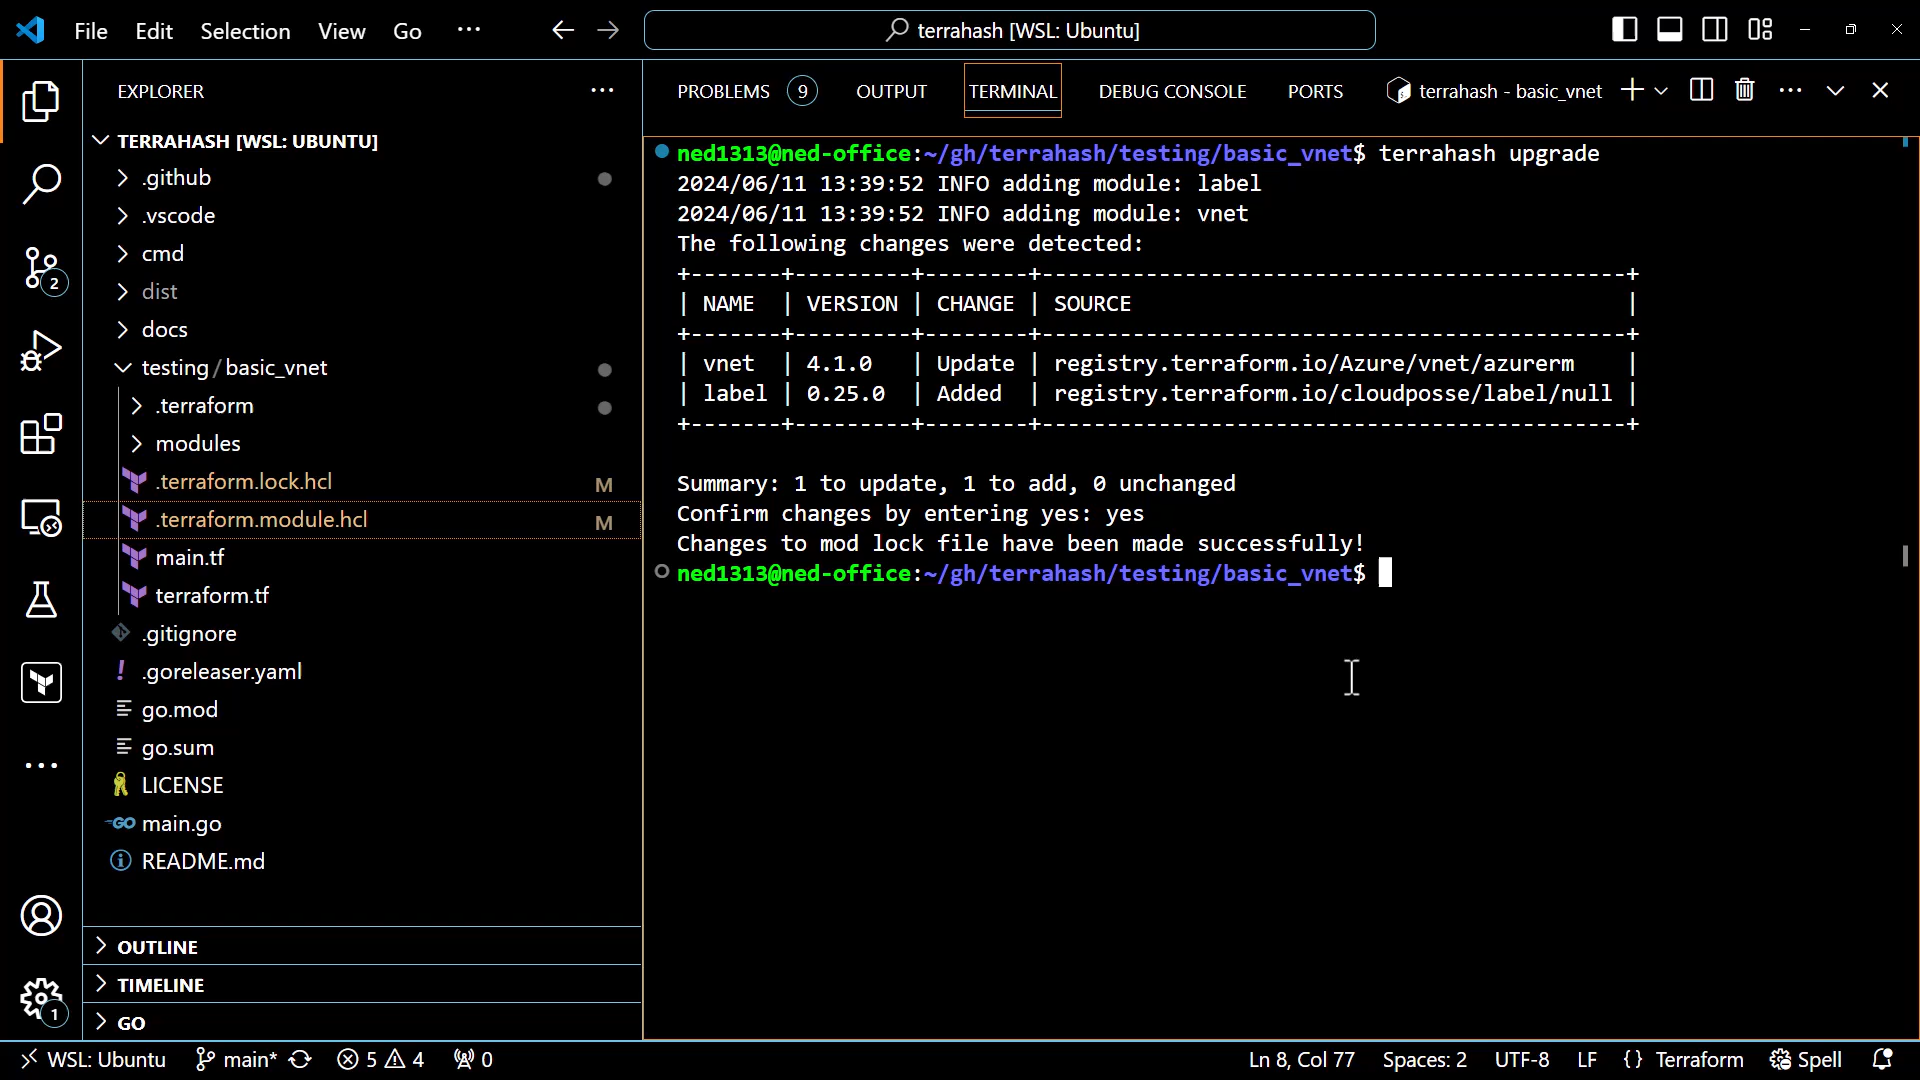 File Edit Selection View Go ··· terrahash [WSL: Ubuntu]
EXPLORER ···
TERRAHASH [WSL: UBUNTU]
.github
.vscode
cmd
dist
docs
testing/basic_vnet
.terraform
modules
.terraform.lock.hcl M
.terraform.module.hcl M
main.tf
terraform.tf
.gitignore
! .goreleaser.yaml
go.mod
go.sum
LICENSE
GO main.go
README.md
OUTLINE
TIMELINE
GO
2
1
PROBLEMS 9 OUTPUT TERMINAL DEBUG CONSOLE PORTS terrahash - basic_vnet
ned1313@ned-office:~/gh/terrahash/testing/basic_vnet$ terrahash upgrade
2024/06/11 13:39:52 INFO adding module: label
2024/06/11 13:39:52 INFO adding module: vnet
The following changes were detected:
+-------+---------+--------+---------------------------------------------+
| NAME  | VERSION | CHANGE | SOURCE                                      |
+-------+---------+--------+---------------------------------------------+
| vnet  | 4.1.0   | Update | registry.terraform.io/Azure/vnet/azurerm    |
| label | 0.25.0  | Added  | registry.terraform.io/cloudposse/label/null |
+-------+---------+--------+---------------------------------------------+
Summary: 1 to update, 1 to add, 0 unchanged
Confirm changes by entering yes: yes
Changes to mod lock file have been made successfully!
ned1313@ned-office:~/gh/terrahash/testing/basic_vnet$
WSL: Ubuntu main* 5 4 0 Ln 8, Col 77 Spaces: 2 UTF-8 LF {} Terraform Spell